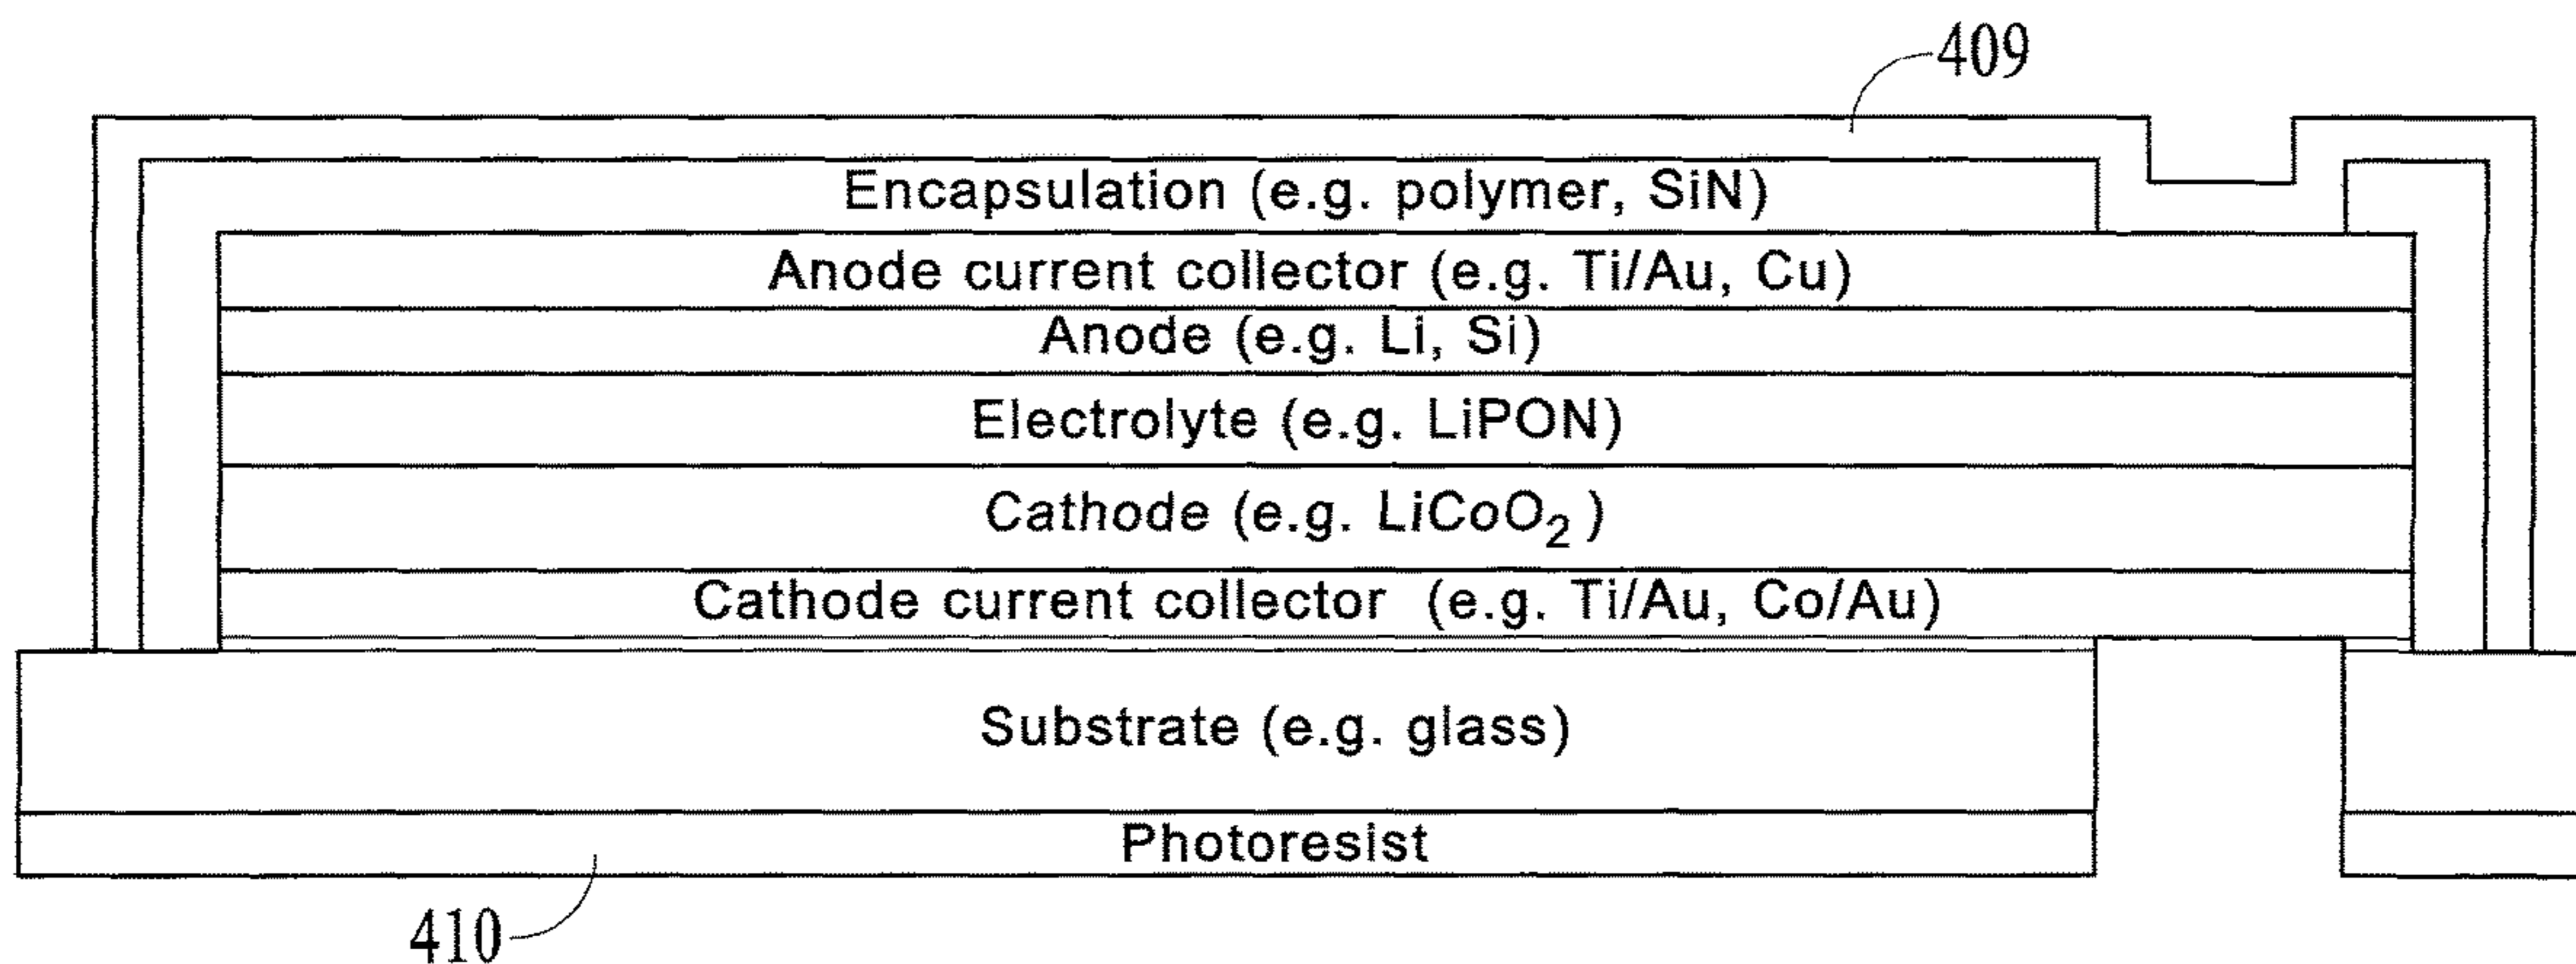 409
Encapsulation (e.g. polymer, SiN)
Anode current collector (e.g. Ti/Au, Cu)
Anode (e.g. Li, Si)
Electrolyte (e.g. LiPON)
Cathode (e.g. LiCoO₂ )
Cathode current collector (e.g. Ti/Au, Co/Au)
Substrate (e.g. glass)
Photoresist
410